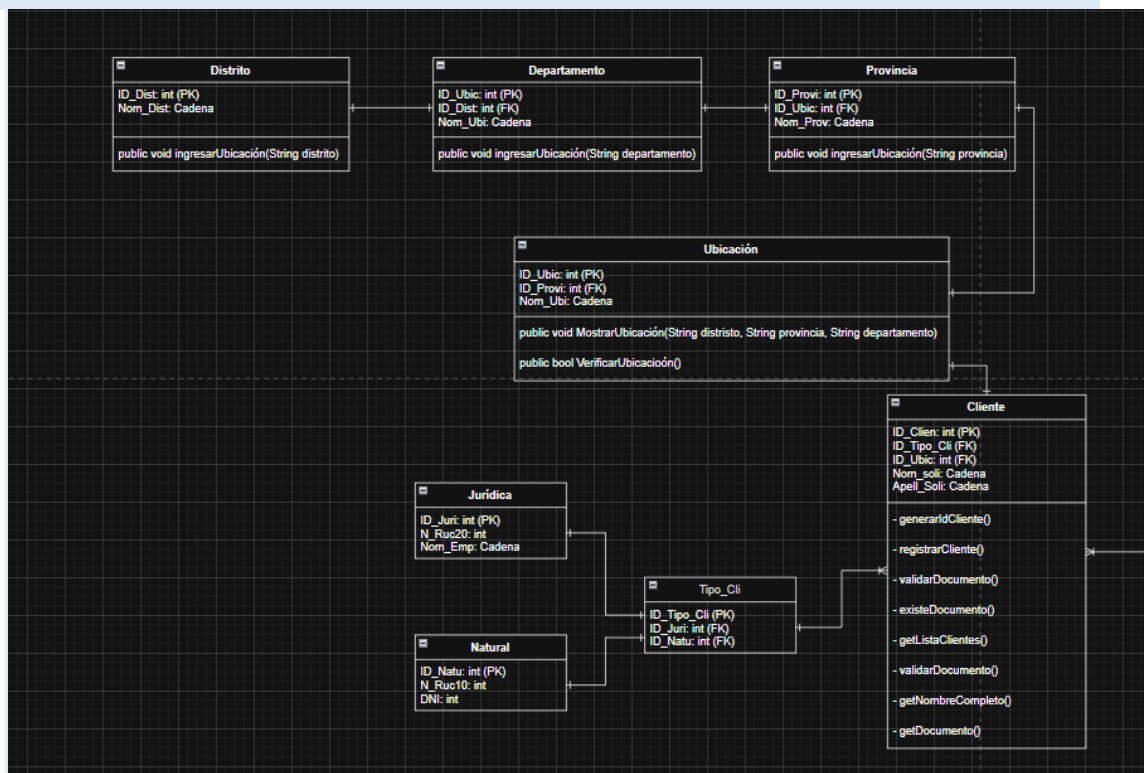 Distrito
ID_Dist: int (PK)
Nom_Dist: Cadena
public void ingresarUbicación(String distrito)
Departamento
ID_Ubic: int (PK)
ID_Dist: int (FK)
Nom_Ubi: Cadena
public void ingresarUbicación(String departamento)
Provincia
ID_Provi: int (PK)
ID_Ubic: int (FK)
Nom_Prov: Cadena
public void ingresarUbicación(String provincia)
Ubicación
ID_Ubic: int (PK)
ID_Provi: int (FK)
Nom_Ubi: Cadena
public void MostrarUbicación(String distristo, String provincia, String departamento)
public bool VerificarUbicacioón()
Cliente
ID_Clien: int (PK)
ID_Tipo_Cli (FK)
ID_Ubic: int (FK)
Nom_soli: Cadena
Apell_Soli: Cadena
- generarIdCliente()
- registrarCliente()
- validarDocumento()
- existeDocumento()
- getListaClientes()
- validarDocumento()
- getNombreCompleto()
- getDocumento()
Jurídica
ID_Juri: int (PK)
N_Ruc20: int
Nom_Emp: Cadena
Tipo_Cli
ID_Tipo_Cli (PK)
ID_Juri: int (FK)
ID_Natu: int (FK)
Natural
ID_Natu: int (PK)
N_Ruc10: int
DNI: int